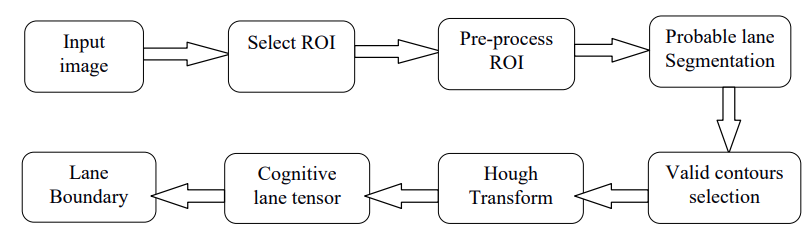 Input
image
Select ROI
Pre-process
ROI
Probable lane
Segmentation
Valid contours
selection
Hough
Transform
Cognitive
lane tensor
Lane
Boundary